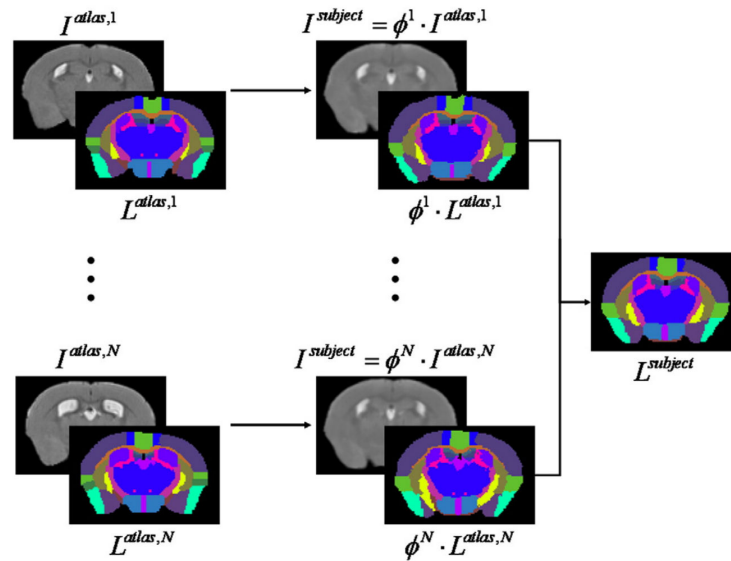 I^{atlas,1}
I^{subject} = ϕ^1 · I^{atlas,1}
L^{atlas,1}
ϕ^1 · L^{atlas,1}
L^{subject}
I^{atlas,N}
I^{subject} = ϕ^N · I^{atlas,N}
L^{atlas,N}
ϕ^N · L^{atlas,N}